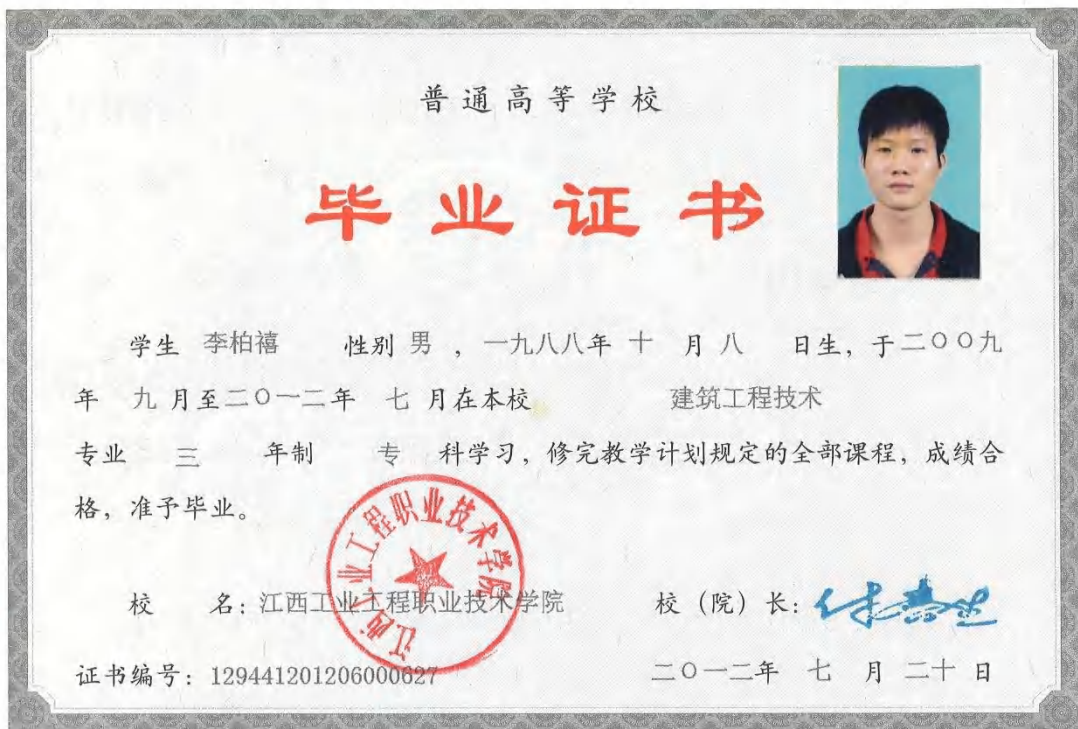 普通高等学校
毕业证书
学生 李柏禧 性别 男 ，一九八八年 十 月 八 日生，于二〇〇九
年 九 月至二〇一二年 七 月在本校 建筑工程技术
专业 三 年制 专 科学习，修完教学计划规定的全部课程，成绩合
格，准予毕业。
江西工业工程职业技术学院
校 名：江西工业工程职业技术学院 校（院）长：
证书编号：129441201206000627 二〇一二年 七 月 二十 日